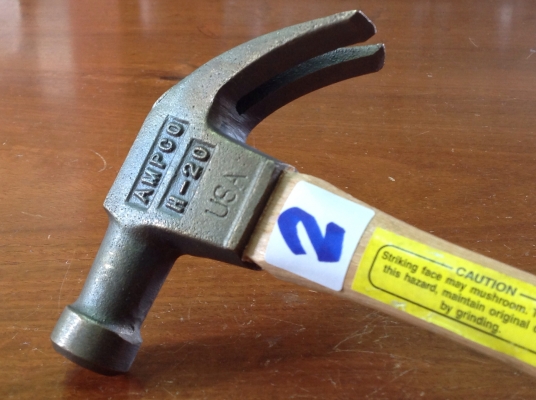 AMPCO
H-20
USA
2
CAUTION
Striking face may mushroom.
this hazard, maintain original
by grinding.